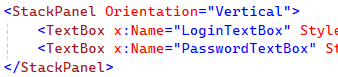 <StackPanel Orientation="Vertical">
<TextBox x:Name="LoginTextBox" Style
<TextBox x:Name="PasswordTextBox" St
</StackPanel>